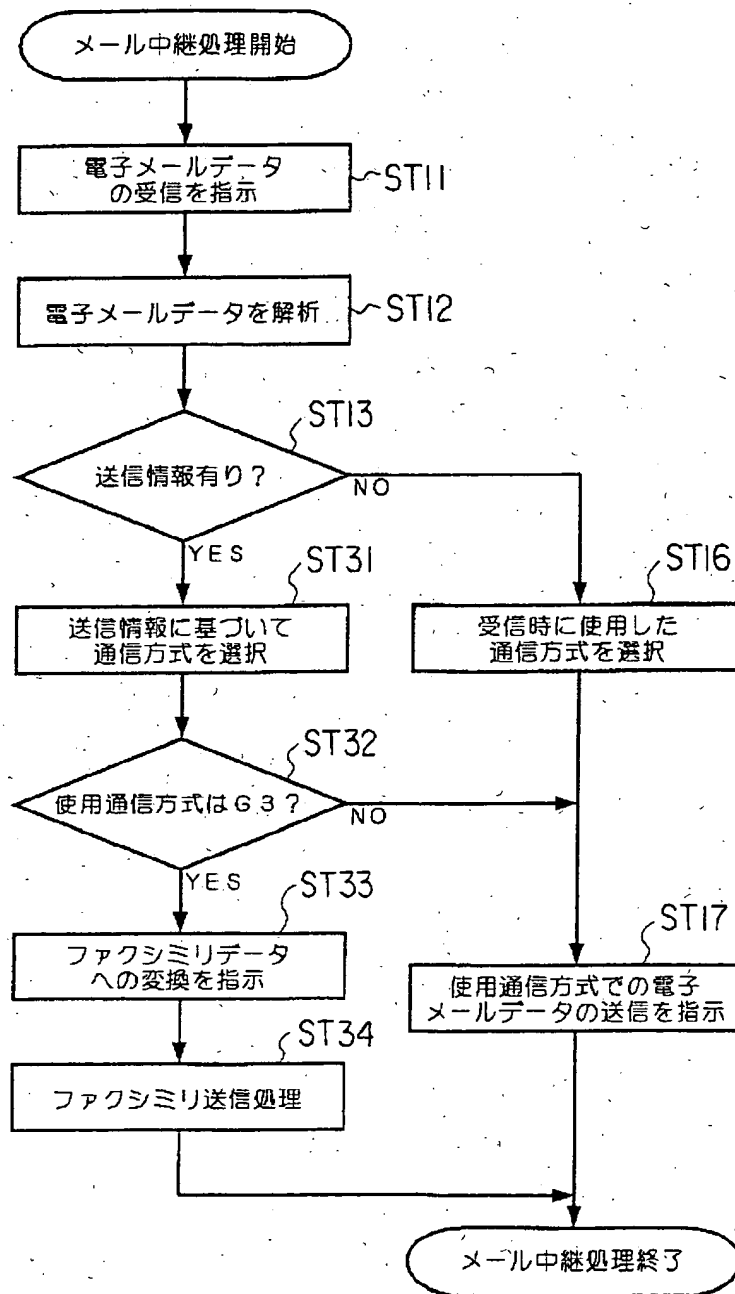 メール中継処理開始
電子メールデータ
の受信を指示
ST11
電子メールデータを解析
ST12
ST13
送信情報有り？
NO
YES
ST31
送信情報に基づいて
通信方式を選択
ST16
受信時に使用した
通信方式を選択
ST32
使用通信方式はG3？
NO
YES
ST33
ファクシミリデータ
への変換を指示
ST17
使用通信方式での電子
メールデータの送信を指示
ST34
ファクシミリ送信処理
メール中継処理終了